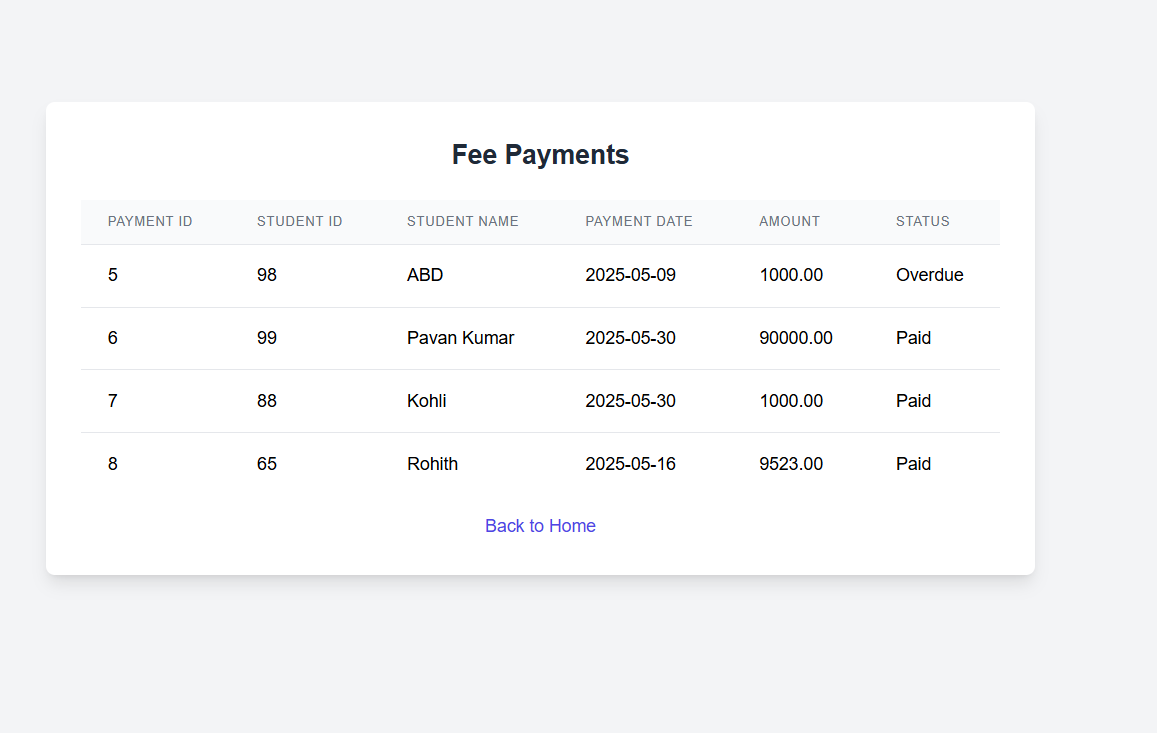 Fee Payments
PAYMENT ID STUDENT ID STUDENT NAME PAYMENT DATE AMOUNT STATUS
5 98 ABD 2025-05-09 1000.00 Overdue
6 99 Pavan Kumar 2025-05-30 90000.00 Paid
7 88 Kohli 2025-05-30 1000.00 Paid
8 65 Rohith 2025-05-16 9523.00 Paid
Back to Home